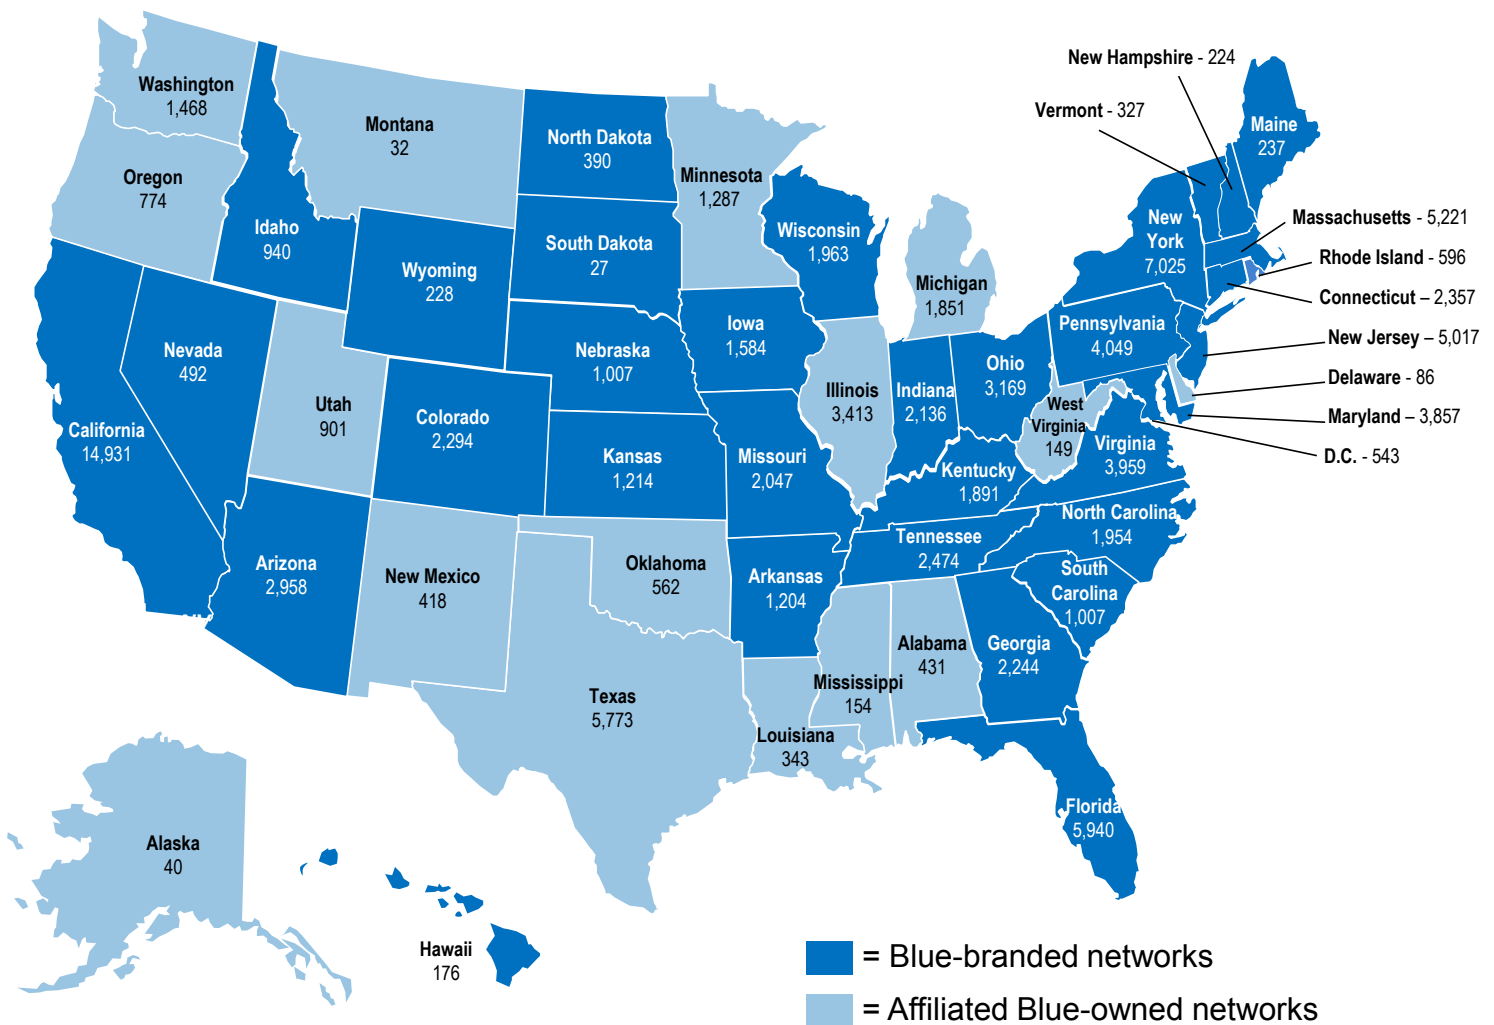 New Hampshire - 224
Vermont - 327
Washington
1,468
Montana
32
North Dakota
390
Minnesota
1,287
Maine
237
Oregon
774
Idaho
940
Wyoming
228
South Dakota
27
Wisconsin
1,963
Michigan
1,851
New
York
7,025
Massachusetts - 5,221
Rhode Island - 596
Connecticut – 2,357
New Jersey – 5,017
Delaware - 86
Maryland – 3,857
D.C. - 543
Nevada
492
Utah
901
Colorado
2,294
Nebraska
1,007
Iowa
1,584
Illinois
3,413
Indiana
2,136
Ohio
3,169
Pennsylvania
4,049
West
Virginia
149
Virginia
3,959
California
14,931
Kansas
1,214
Missouri
2,047
Kentucky
1,891
North Carolina
1,954
Tennessee
2,474
South
Carolina
1,007
Arizona
2,958
New Mexico
418
Oklahoma
562
Arkansas
1,204
Texas
5,773
Louisiana
343
Mississippi
154
Alabama
431
Georgia
2,244
Florida
5,940
Alaska
40
Hawaii
176
= Blue-branded networks
= Affiliated Blue-owned networks